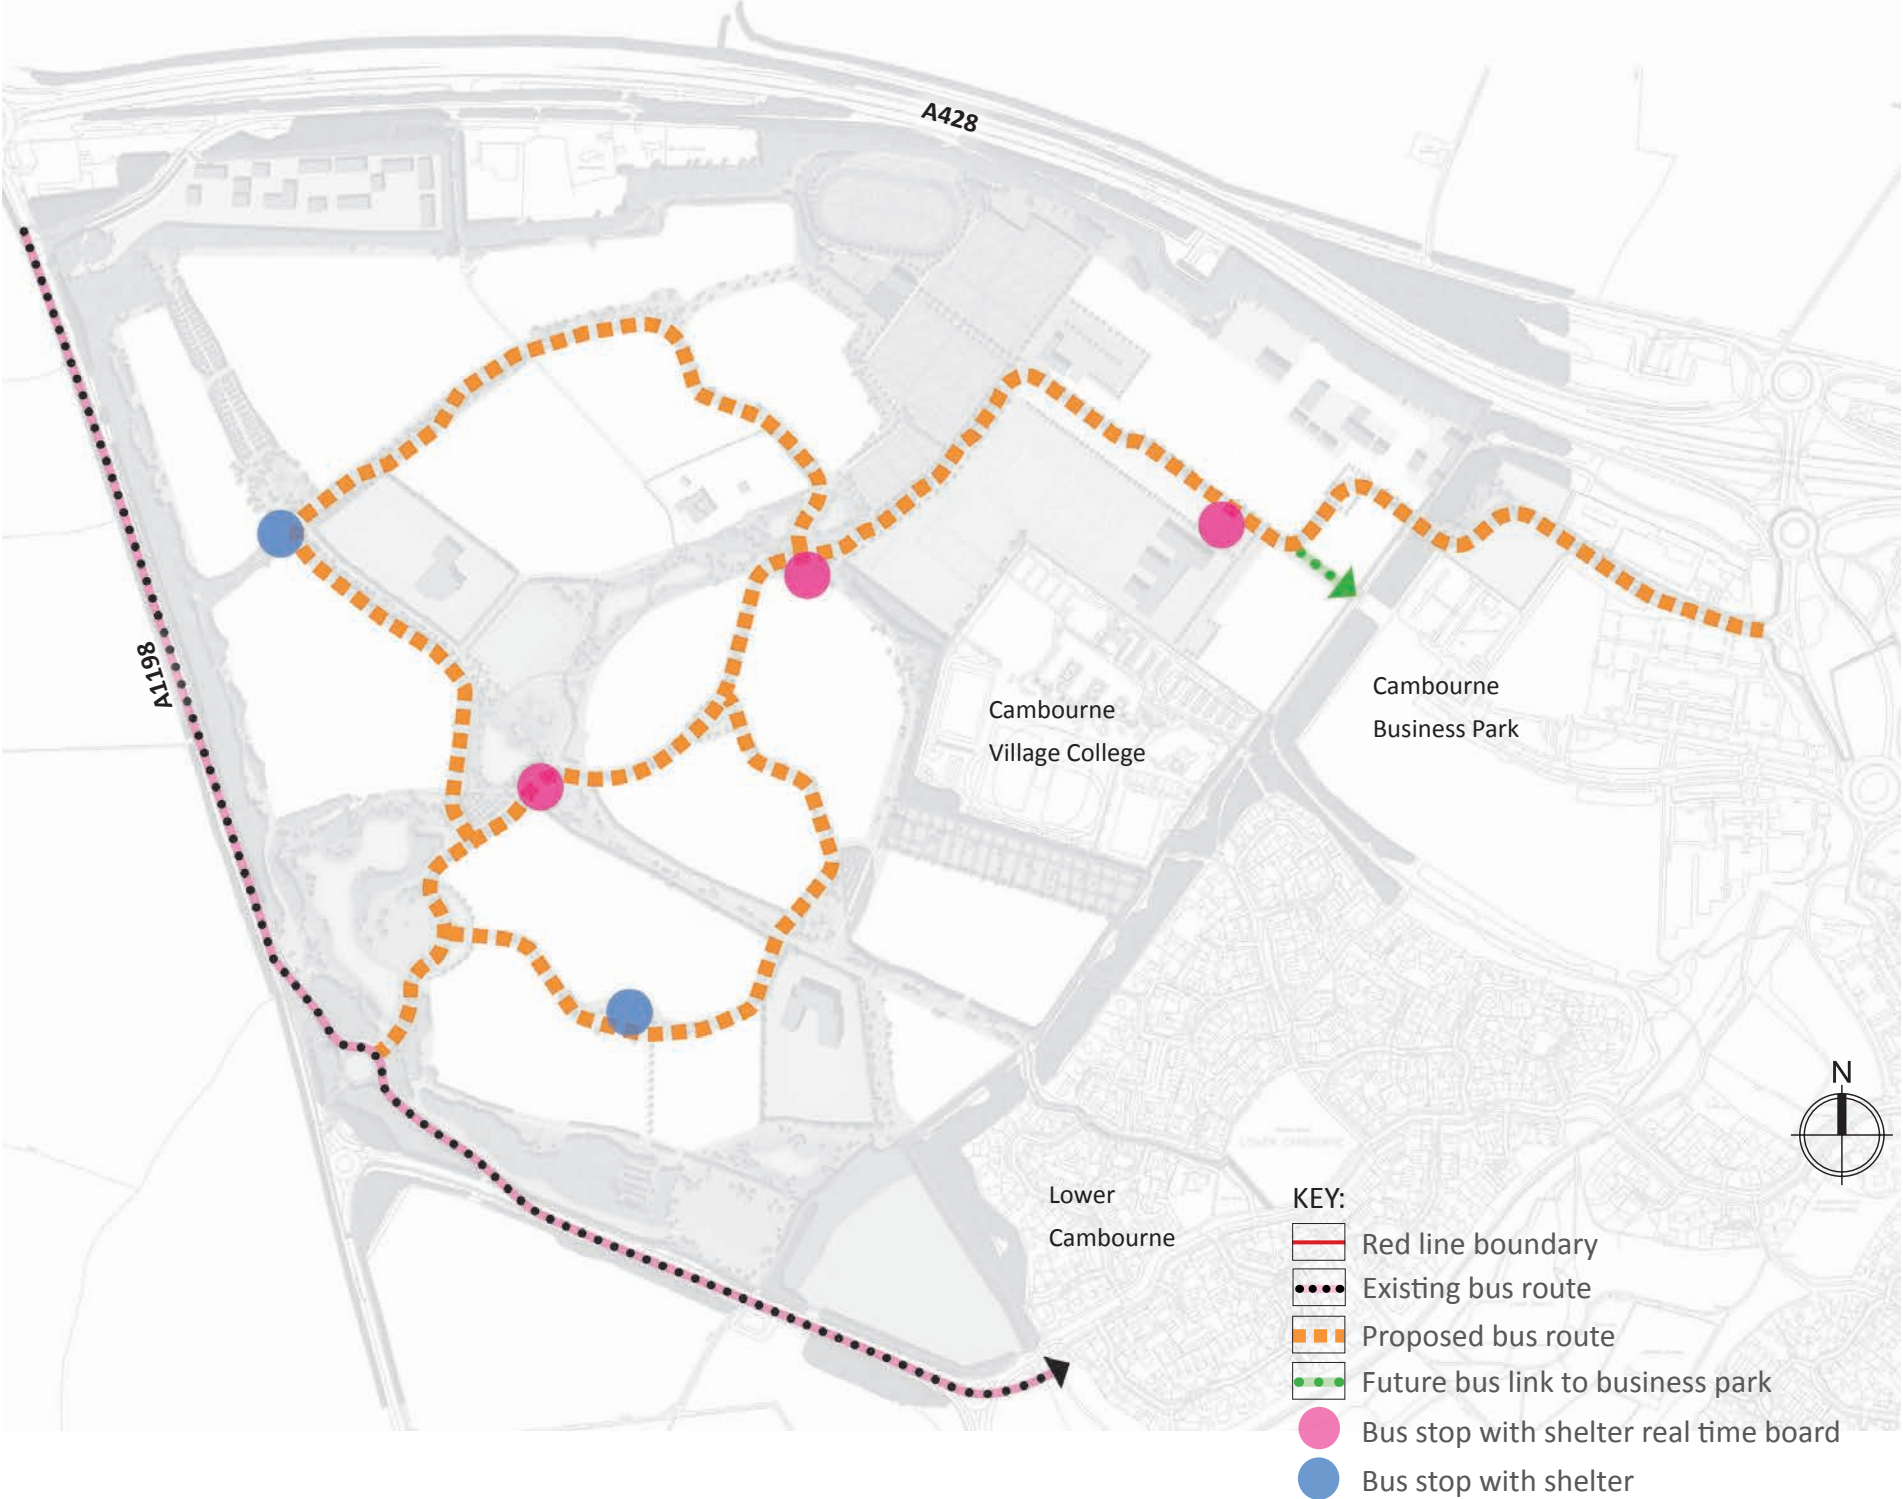 A428
A1198
Cambourne
Village College
Cambourne
Business Park
Lower
Cambourne
N
KEY:
Red line boundary
Existing bus route
Proposed bus route
Future bus link to business park
Bus stop with shelter real time board
Bus stop with shelter